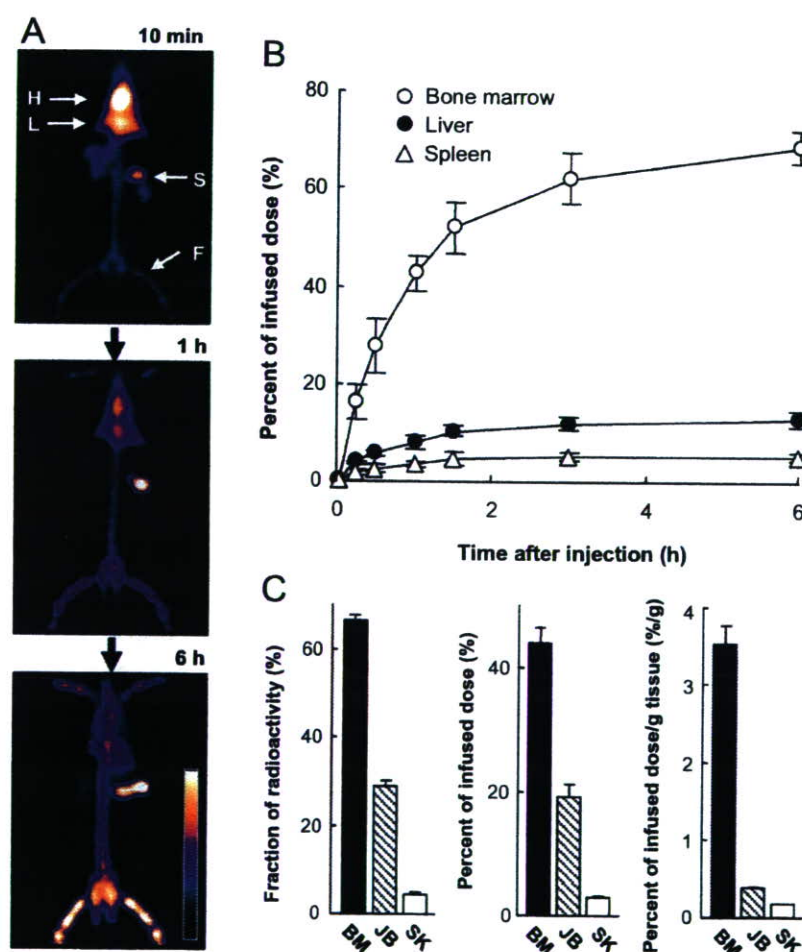 A
10 min
H
L
S
F
1 h
6 h
B
80
60
40
20
0
Bone marrow
Liver
Spleen
Percent of infused dose (%)
0
2
4
6
Time after injection (h)
C
60
40
20
0
Fraction of radioactivity (%)
BM
JB
SK
40
20
0
Percent of infused dose (%)
BM
JB
SK
4
3
2
1
0
Percent of infused dose/g tissue (%/g)
BM
JB
SK